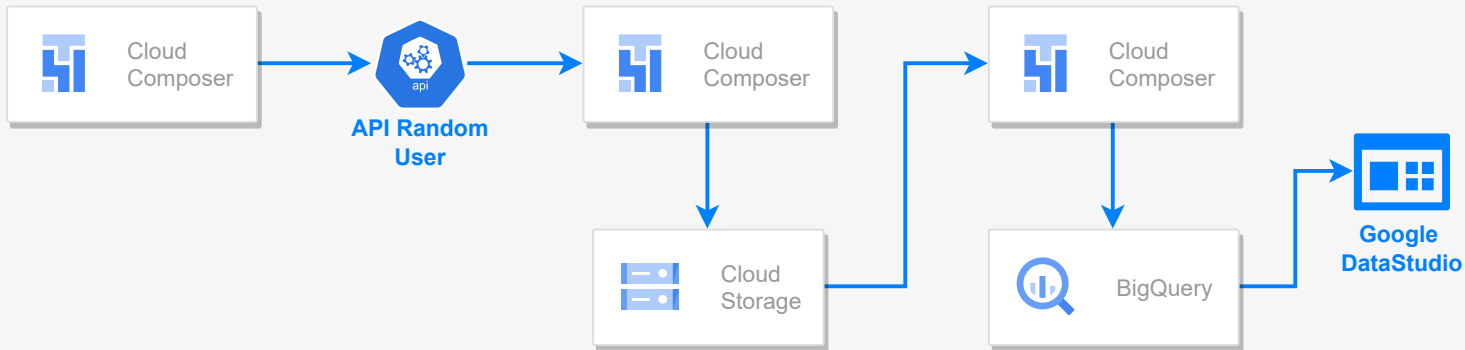 Cloud
Composer
api
API Random
User
Cloud
Composer
Cloud
Composer
Cloud
Storage
BigQuery
Google
DataStudio